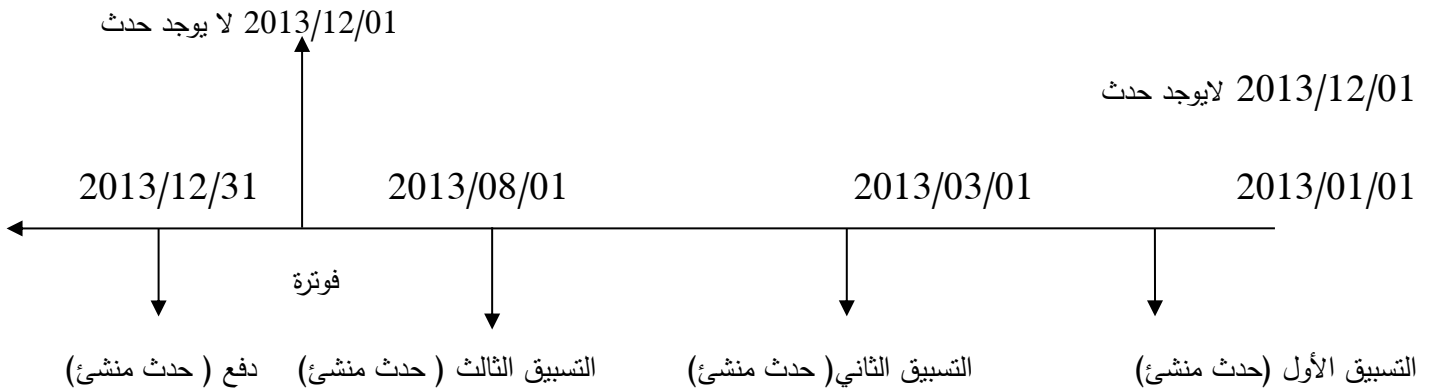 2013/12/01 لا يوجد حدث
2013/12/01 لايوجد حدث
2013/01/01 2013/03/01 2013/08/01 2013/12/31
فوترة
التسبيق الأول (حدث منشئ) التسبيق الثاني( حدث منشئ) التسبيق الثالث ( حدث منشئ) دفع ( حدث منشئ)